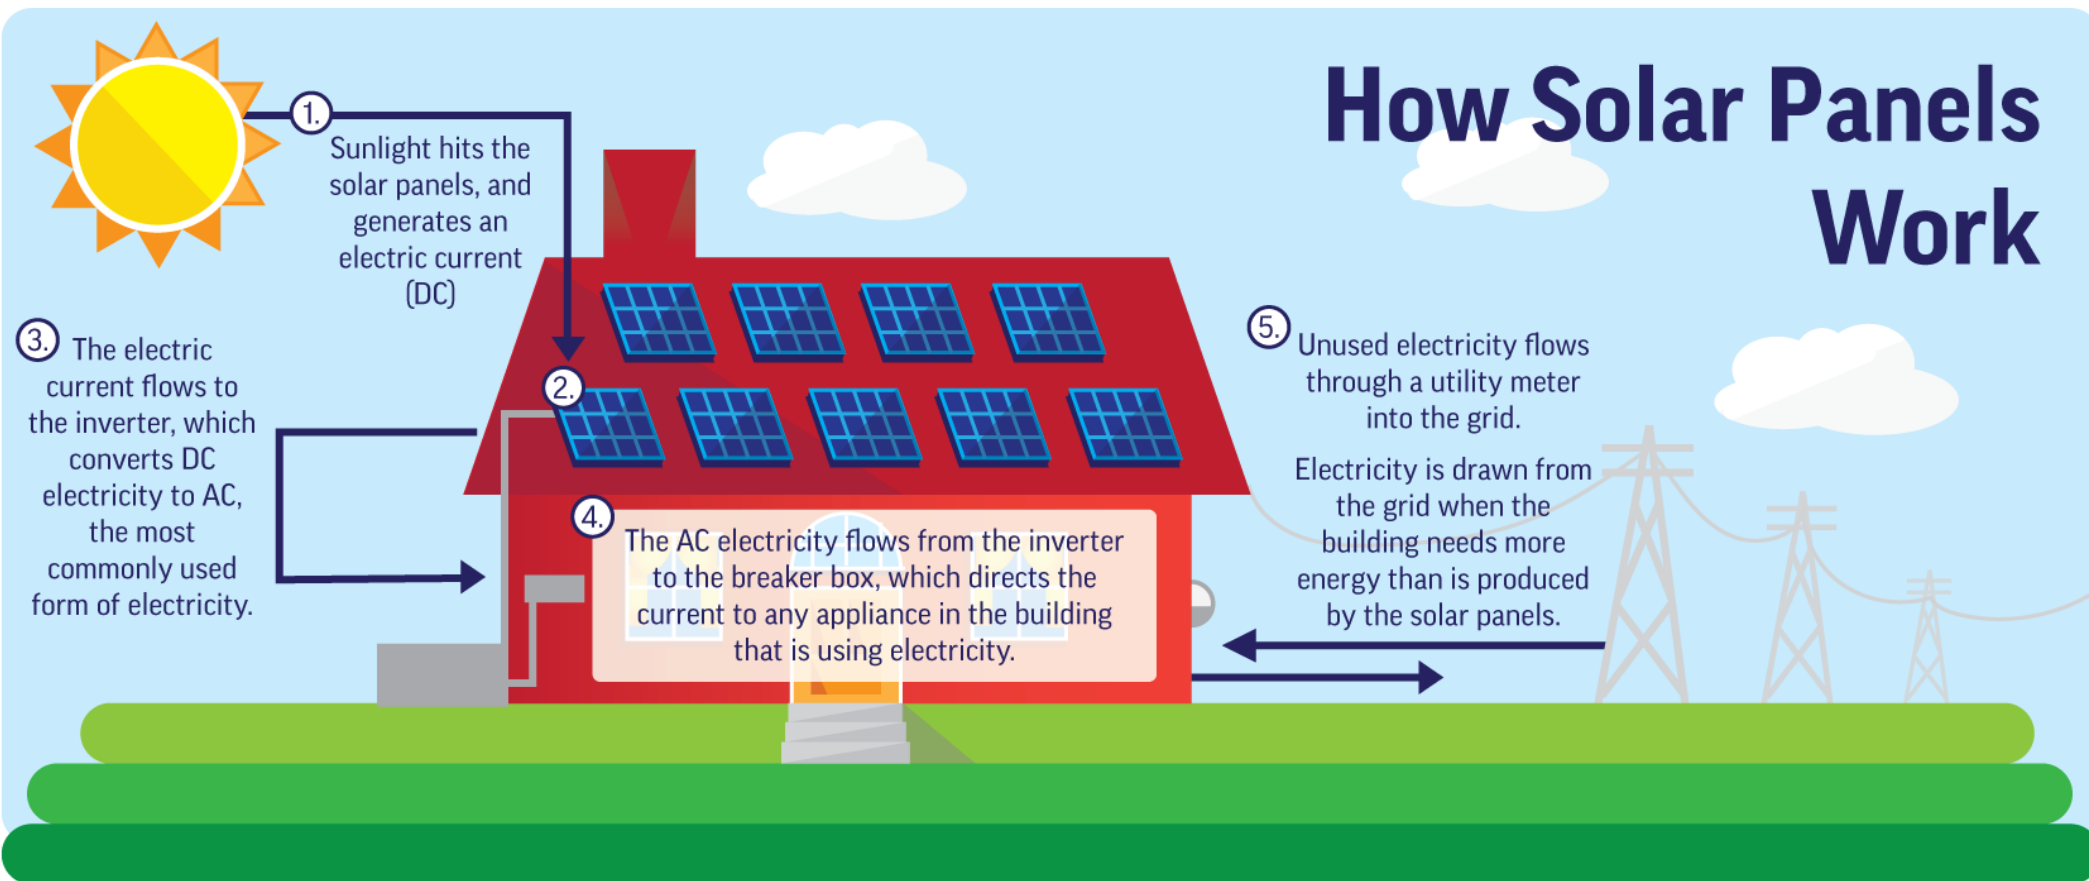 How Solar Panels
Work
1.
Sunlight hits the
solar panels, and
generates an
electric current
(DC)
2.
3.
The electric
current flows to
the inverter, which
converts DC
electricity to AC,
the most
commonly used
form of electricity.
4.
The AC electricity flows from the inverter
to the breaker box, which directs the
current to any appliance in the building
that is using electricity.
5.
Unused electricity flows
through a utility meter
into the grid.
Electricity is drawn from
the grid when the
building needs more
energy than is produced
by the solar panels.